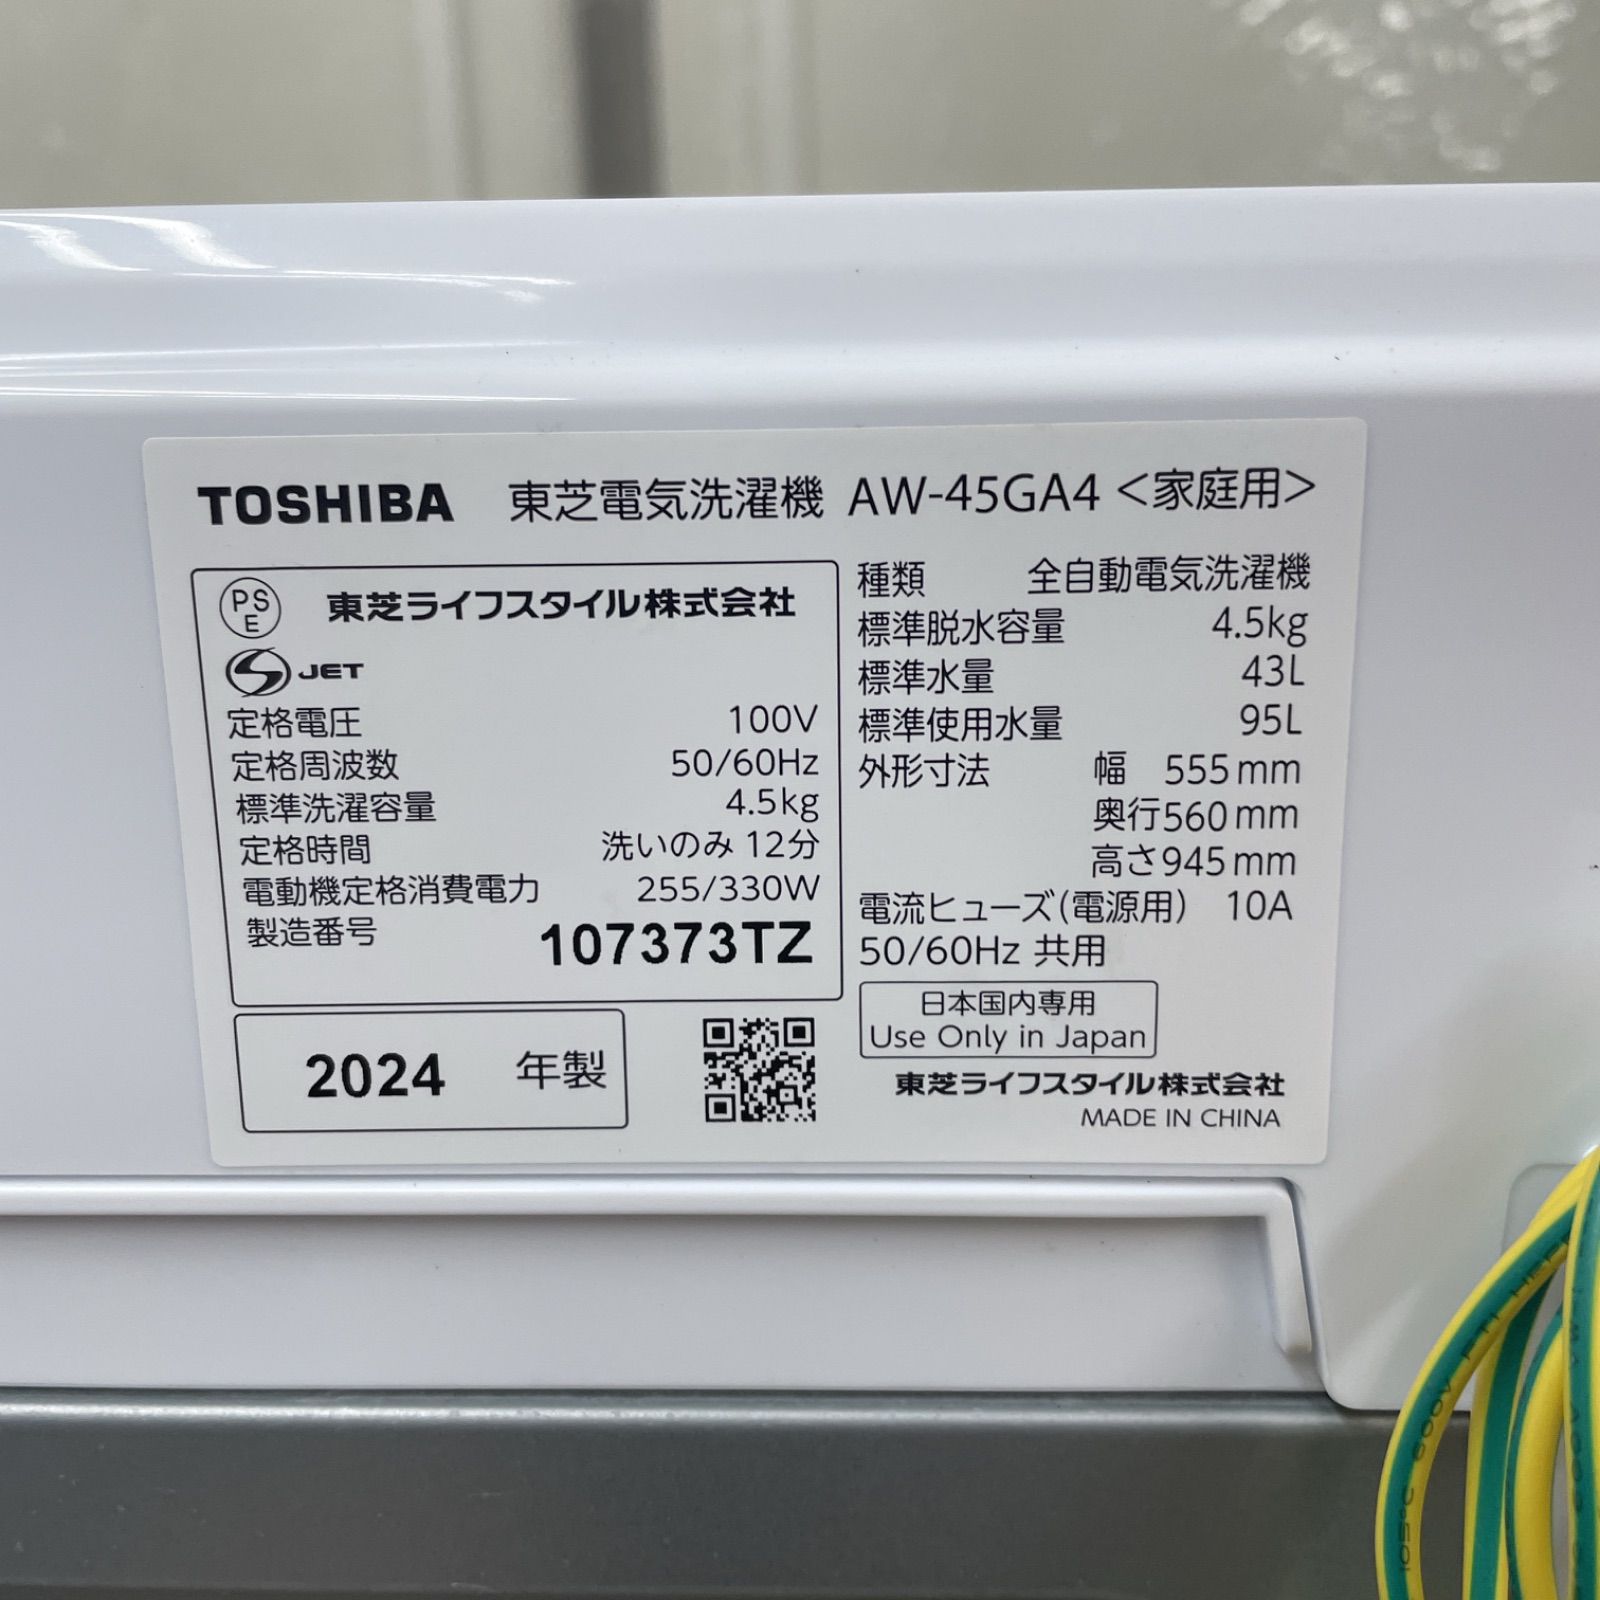 TOSHIBA 東芝電気洗濯機 AW-45GA4 <家庭用>
PSE 東芝ライフスタイル株式会社
S JET
定格電圧 100V
定格周波数 50/60Hz
標準洗濯容量 4.5kg
定格時間 洗いのみ 12分
電動機定格消費電力 255/330W
製造番号 107373TZ
2024 年製
種類 全自動電気洗濯機
標準脱水容量 4.5kg
標準水量 43L
標準使用水量 95L
外形寸法 幅 555mm
奥行560mm
高さ945mm
電流ヒューズ(電源用) 10A
50/60Hz 共用
日本国内専用
Use Only in Japan
東芝ライフスタイル株式会社
MADE IN CHINA
105°C 600V